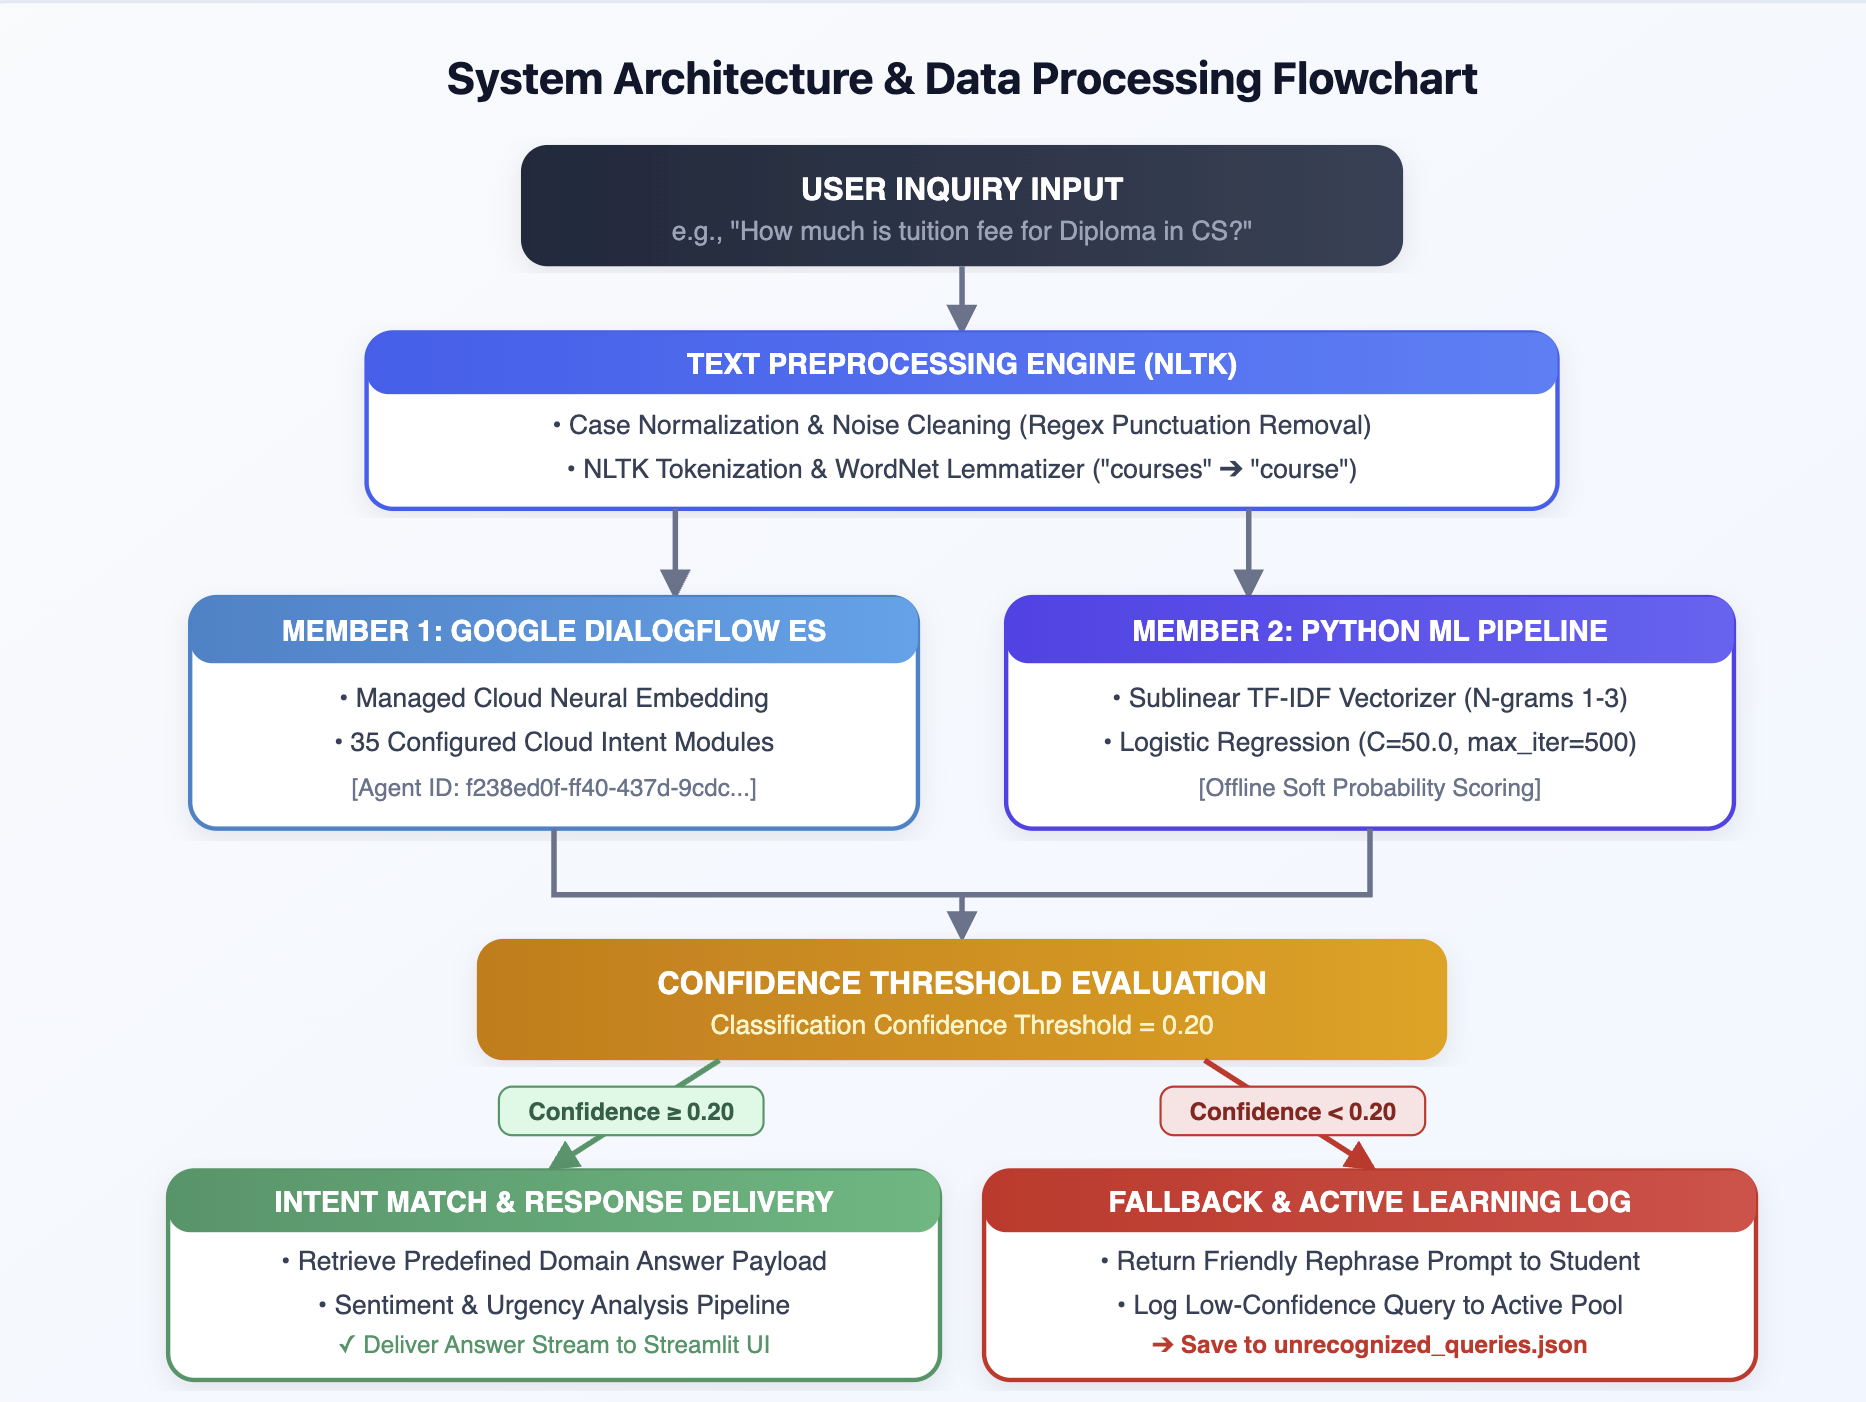 System Architecture & Data Processing Flowchart
USER INQUIRY INPUT
e.g., "How much is tuition fee for Diploma in CS?"
TEXT PREPROCESSING ENGINE (NLTK)
• Case Normalization & Noise Cleaning (Regex Punctuation Removal)
• NLTK Tokenization & WordNet Lemmatizer ("courses" ➔ "course")
MEMBER 1: GOOGLE DIALOGFLOW ES
• Managed Cloud Neural Embedding
• 35 Configured Cloud Intent Modules
[Agent ID: f238ed0f-ff40-437d-9cdc...]
MEMBER 2: PYTHON ML PIPELINE
• Sublinear TF-IDF Vectorizer (N-grams 1-3)
• Logistic Regression (C=50.0, max_iter=500)
[Offline Soft Probability Scoring]
CONFIDENCE THRESHOLD EVALUATION
Classification Confidence Threshold = 0.20
Confidence ≥ 0.20
Confidence < 0.20
INTENT MATCH & RESPONSE DELIVERY
• Retrieve Predefined Domain Answer Payload
• Sentiment & Urgency Analysis Pipeline
✓ Deliver Answer Stream to Streamlit UI
FALLBACK & ACTIVE LEARNING LOG
• Return Friendly Rephrase Prompt to Student
• Log Low-Confidence Query to Active Pool
➔ Save to unrecognized_queries.json